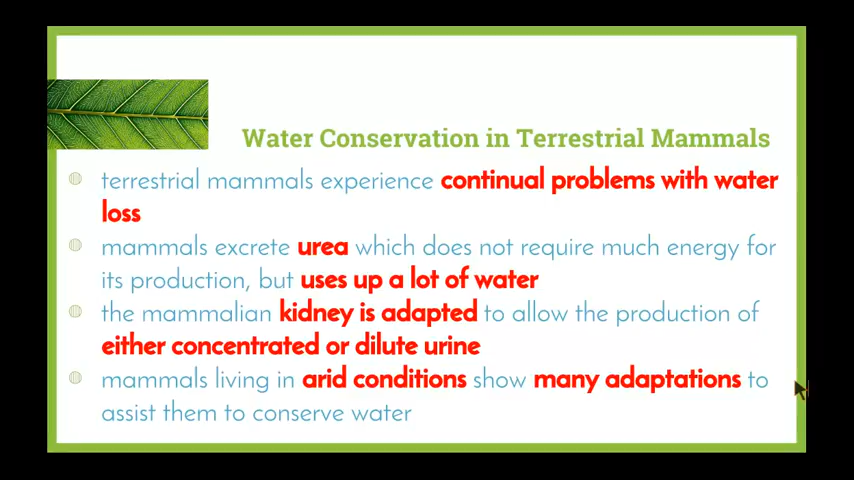 Water Conservation in Terrestrial Mammals
terrestrial mammals experience continual problems with water
loss
mammals excrete urea which does not require much energy for
its production, but uses up a lot of water
the mammalian kidney is adapted to allow the production of
either concentrated or dilute urine
mammals living in arid conditions show many adaptations to
assist them to conserve water